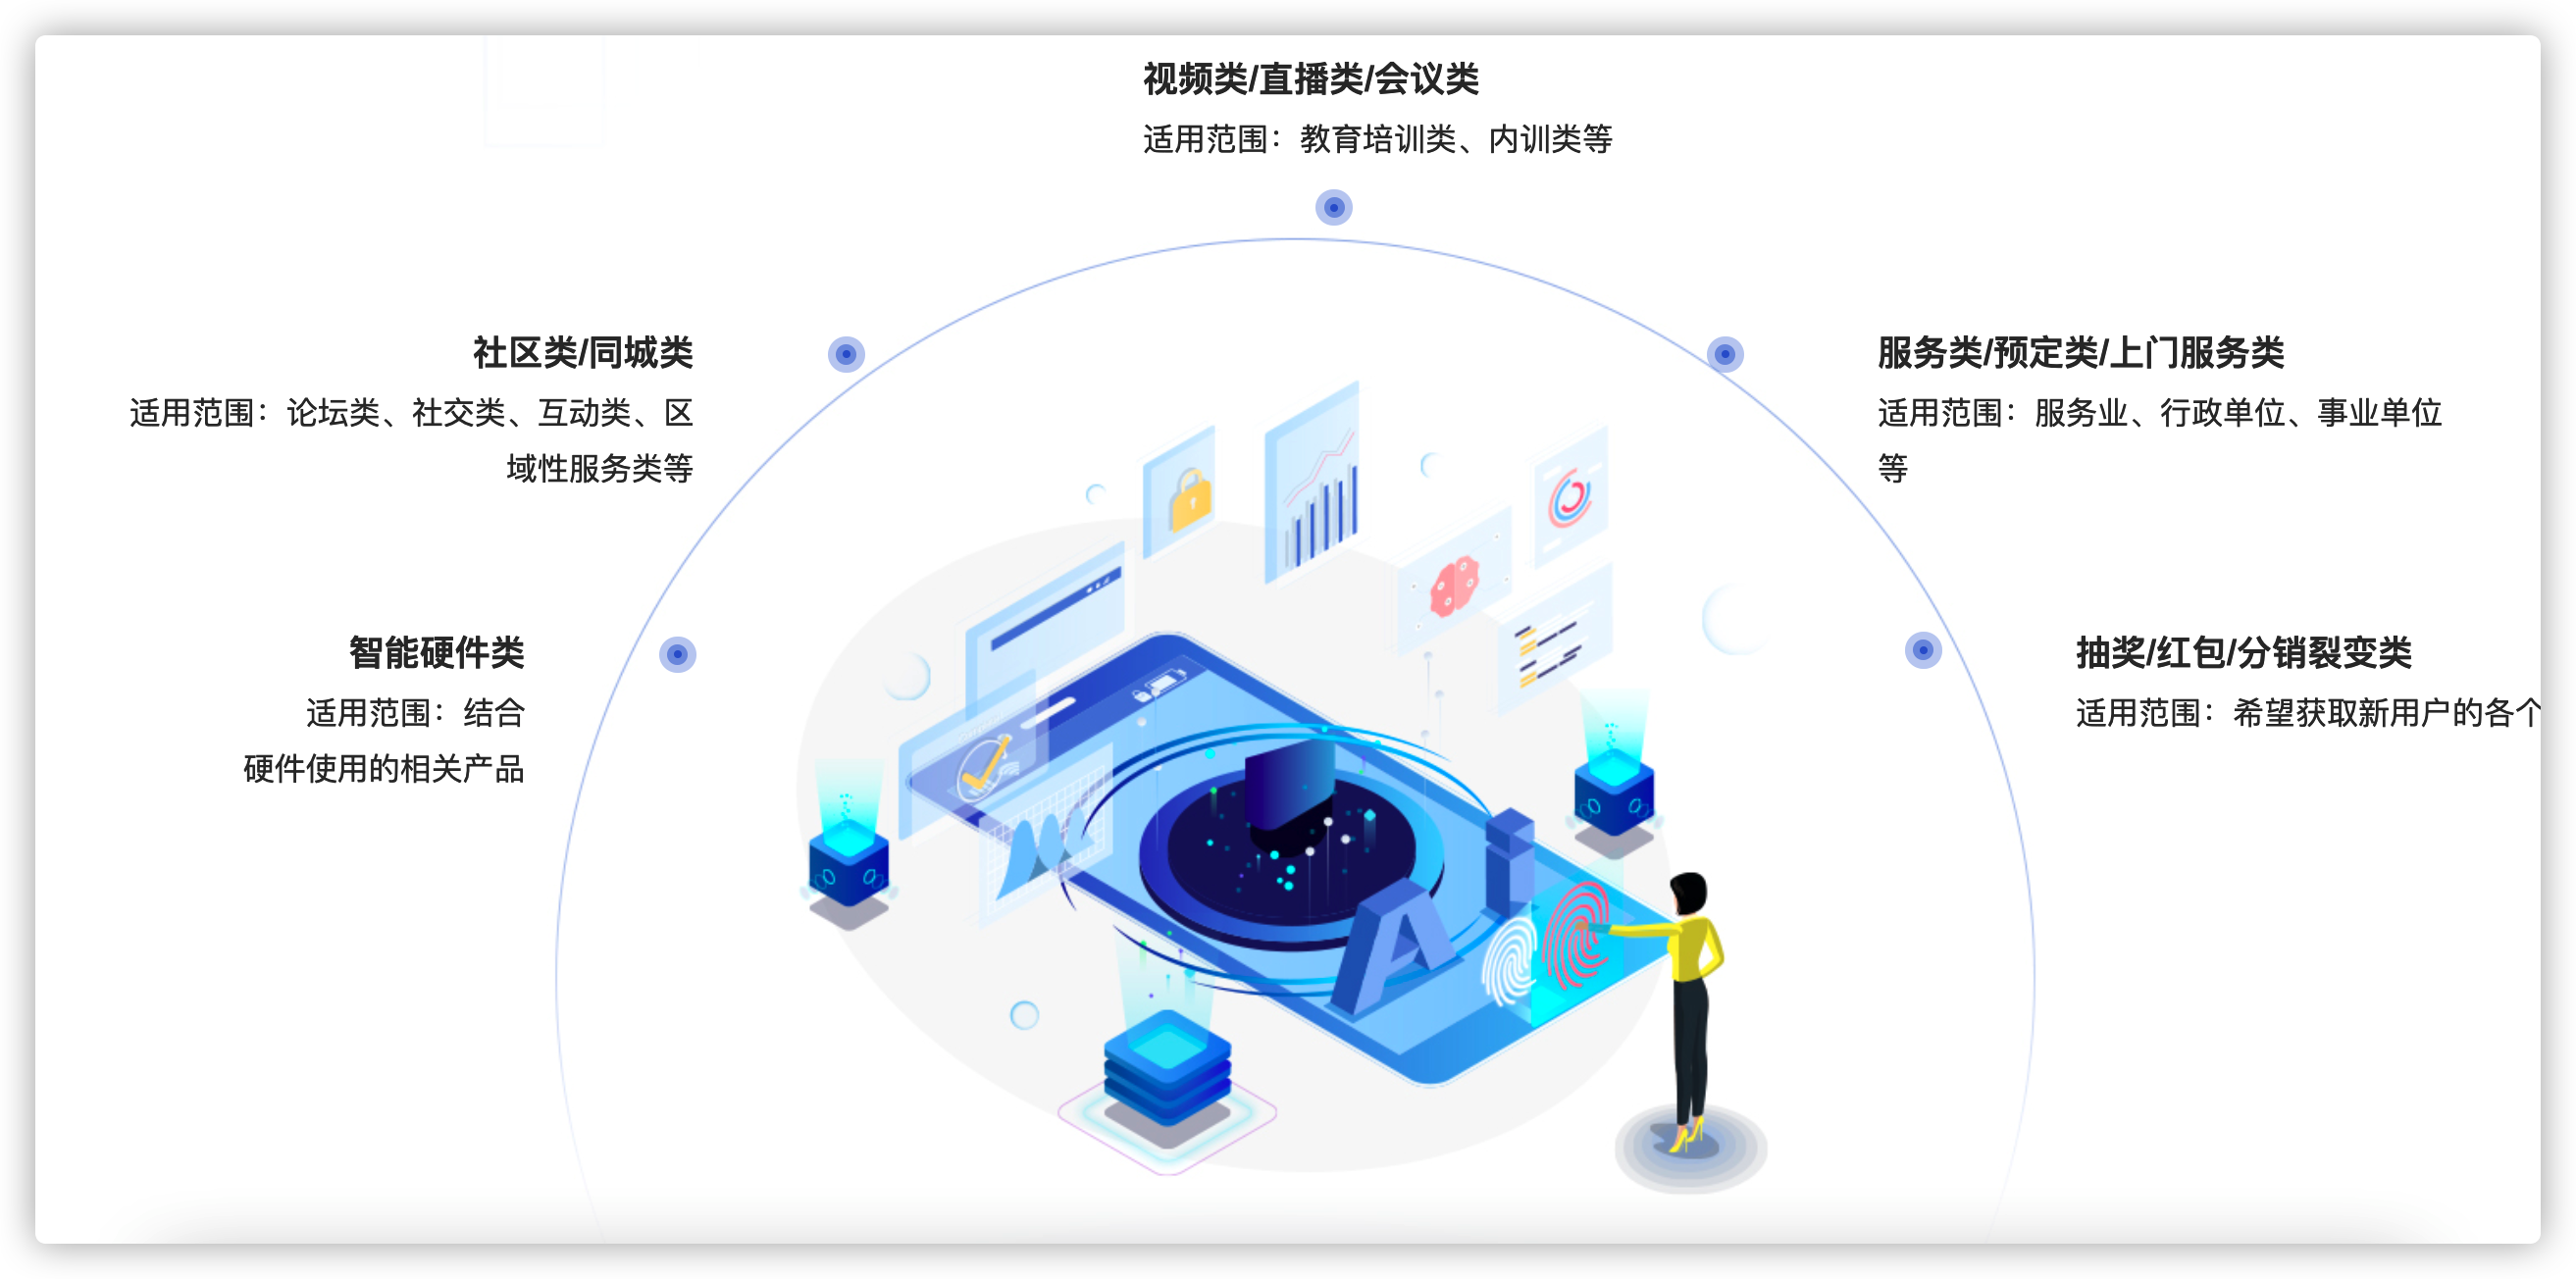 视频类/直播类/会议类
适用范围：教育培训类、内训类等
社区类/同城类
适用范围：论坛类、社交类、互动类、区
域性服务类等
服务类/预定类/上门服务类
适用范围：服务业、行政单位、事业单位
等
智能硬件类
适用范围：结合
硬件使用的相关产品
抽奖/红包/分销裂变类
适用范围：希望获取新用户的各个
Ai